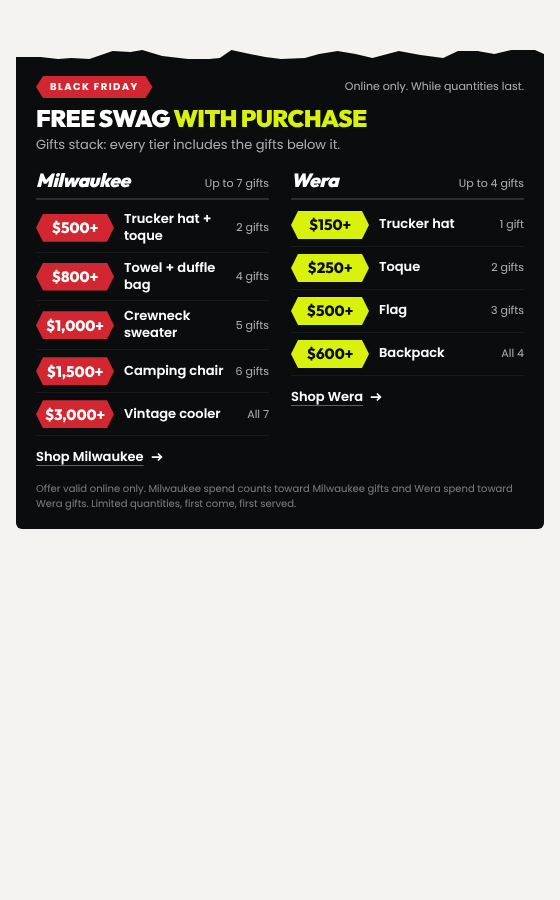 BLACK FRIDAY
Online only. While quantities last.
FREE SWAG WITH PURCHASE
Gifts stack: every tier includes the gifts below it.
Milwaukee
Up to 7 gifts
$500+
Trucker hat +
toque
2 gifts
$800+
Towel + duffle
bag
4 gifts
$1,000+
Crewneck
sweater
5 gifts
$1,500+
Camping chair
6 gifts
$3,000+
Vintage cooler
All 7
Shop Milwaukee →
Wera
Up to 4 gifts
$150+
Trucker hat
1 gift
$250+
Toque
2 gifts
$500+
Flag
3 gifts
$600+
Backpack
All 4
Shop Wera →
Offer valid online only. Milwaukee spend counts toward Milwaukee gifts and Wera spend toward
Wera gifts. Limited quantities, first come, first served.